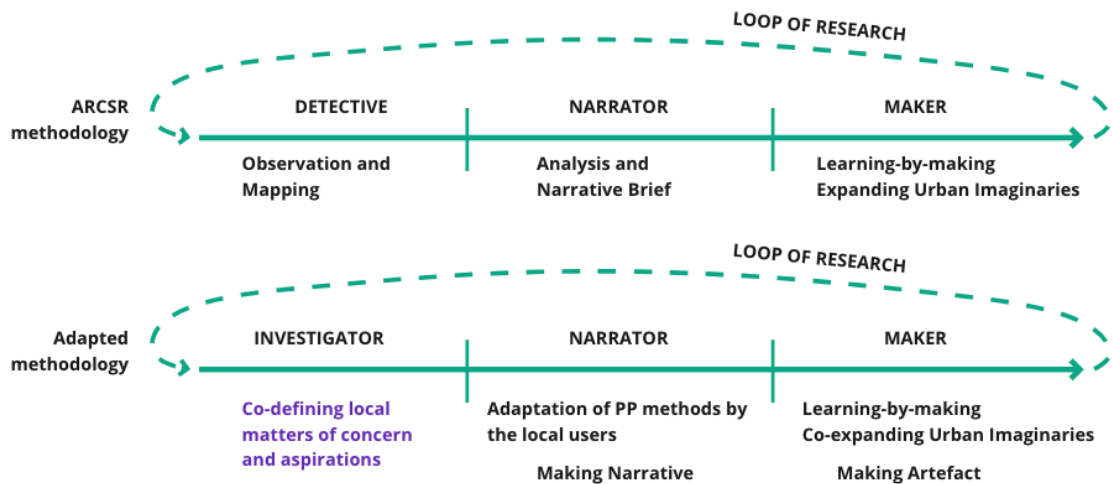 LOOP OF RESEARCH
ARCSR
methodology
DETECTIVE
NARRATOR
MAKER
Observation and
Mapping
Analysis and
Narrative Brief
Learning-by-making
Expanding Urban Imaginaries
LOOP OF RESEARCH
Adapted
methodology
INVESTIGATOR
NARRATOR
MAKER
Co-defining local
matters of concern
and aspirations
Adaptation of PP methods by
the local users
Making Narrative
Learning-by-making
Co-expanding Urban Imaginaries
Making Artefact